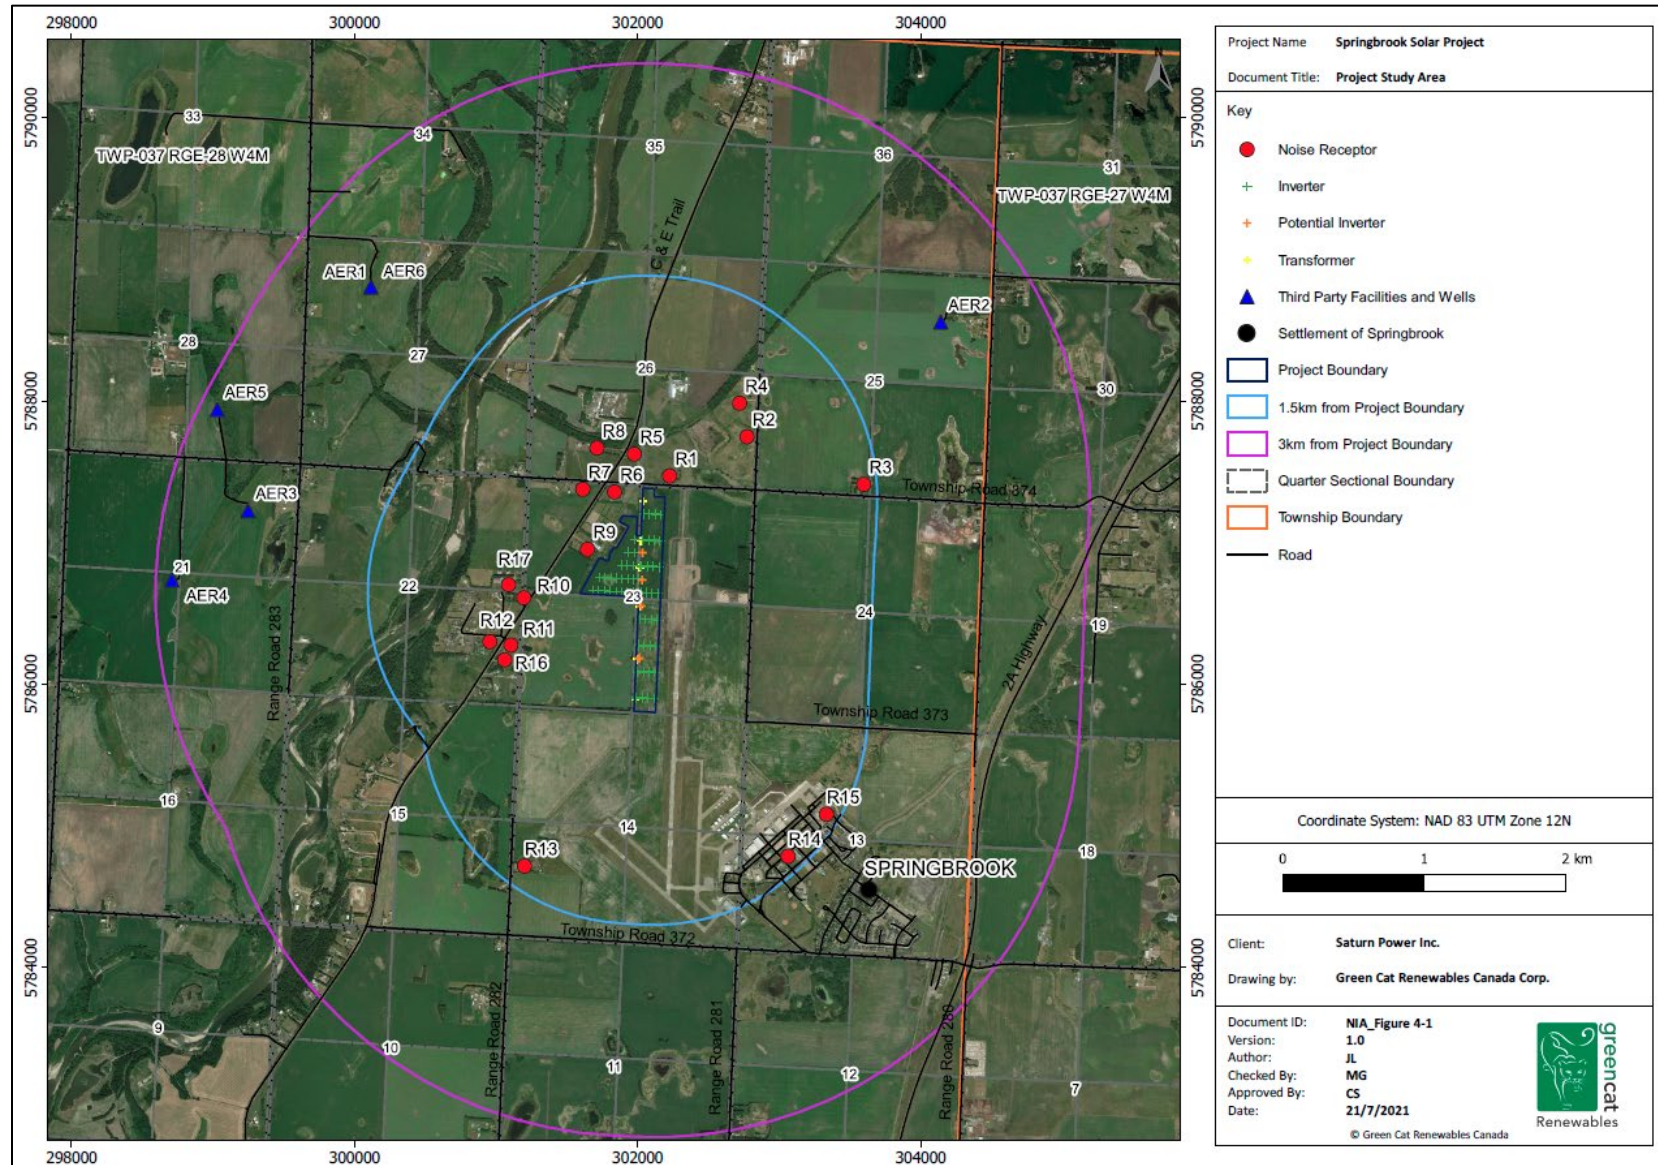 298000
300000
302000
304000
5790000
5788000
5786000
5784000
5790000
5788000
5786000
5784000
298000
300000
302000
304000
33
34
35
36
31
TWP-037 RGE-28 W4M
TWP-037 RGE-27 W4M
C & E Trail
AER1
AER6
AER2
28
27
26
25
30
AER5
R4
R2
R8
R5
R1
R3
R7
R6
Township Road 374
AER3
R9
21
AER4
22
R17
R10
23
24
19
R12
R11
R16
Range Road 283
2A Highway
Township Road 373
16
15
14
13
18
R15
R14
R13
SPRINGBROOK
Township Road 372
9
10
11
12
7
Range Road 282
Range Road 281
Range Road 280
Project Name Springbrook Solar Project
Document Title: Project Study Area
Key
Noise Receptor
Inverter
Potential Inverter
Transformer
Third Party Facilities and Wells
Settlement of Springbrook
Project Boundary
1.5km from Project Boundary
3km from Project Boundary
Quarter Sectional Boundary
Township Boundary
Road
Coordinate System: NAD 83 UTM Zone 12N
0 1 2 km
Client: Saturn Power Inc.
Drawing by: Green Cat Renewables Canada Corp.
Document ID: NIA_Figure 4-1
Version: 1.0
Author: JL
Checked By: MG
Approved By: CS
Date: 21/7/2021
greencat
Renewables
© Green Cat Renewables Canada